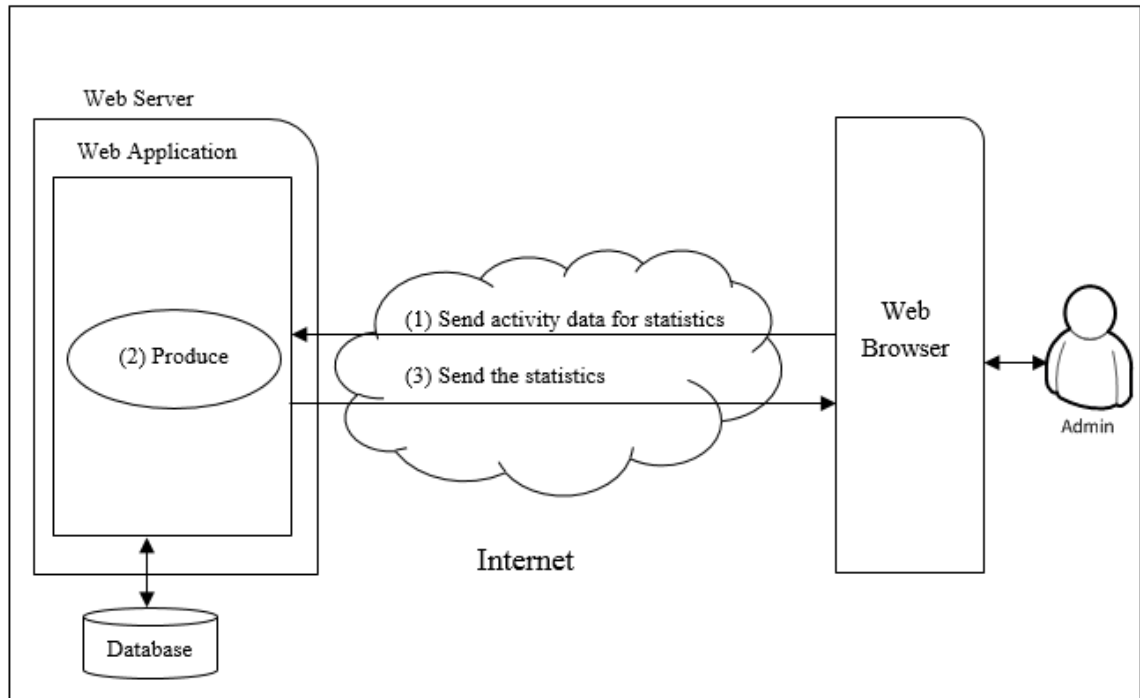 Web Server
Web Application
(1) Send activity data for statistics
(2) Produce
(3) Send the statistics
Web
Browser
Admin
Internet
Database